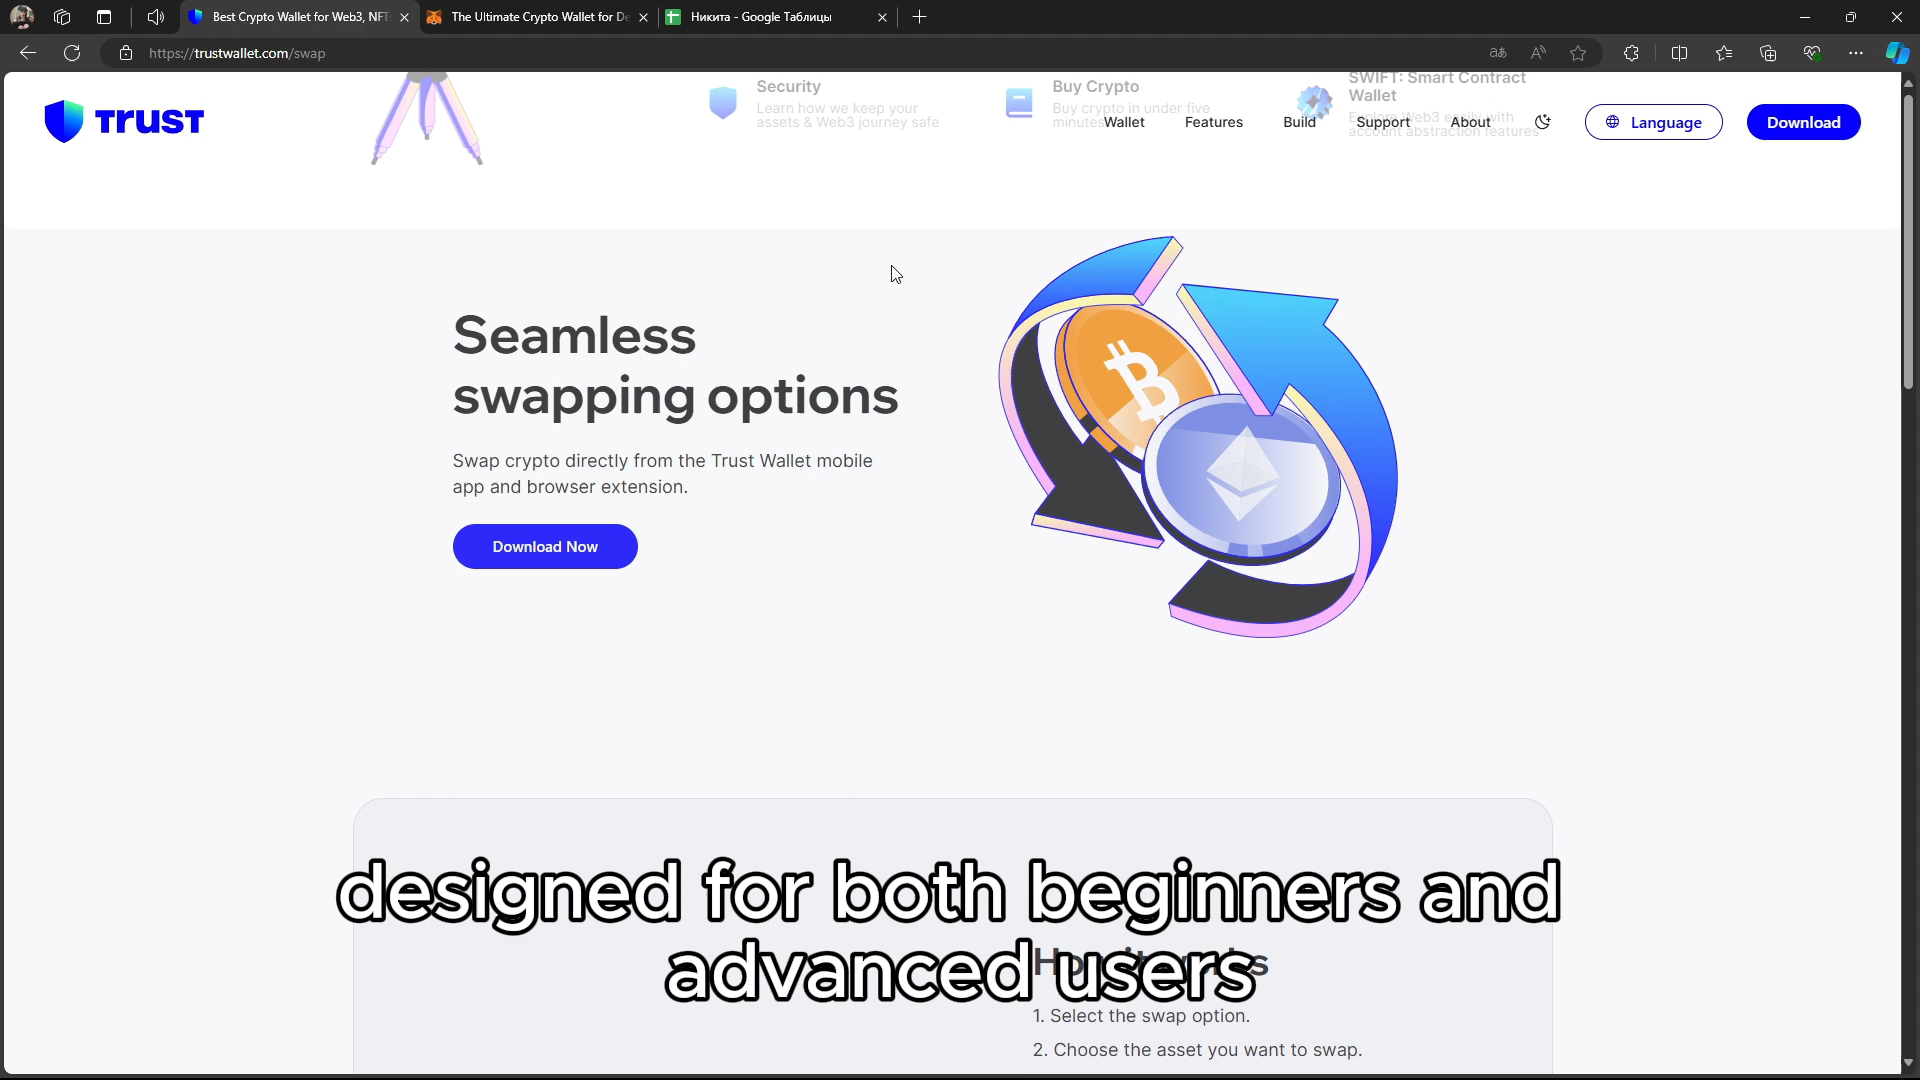 Best Crypto Wallet for Web3, NFT
The Ultimate Crypto Wallet for De
Никита - Google Таблицы
https://trustwallet.com/swap
TRUST
Security
Learn how we keep your
assets & Web3 journey safe
Buy Crypto
Buy crypto in under five
minutes
SWIFT: Smart Contract
Wallet
Explore Web3 easily with
account abstraction features
Wallet
Features
Build
Support
About
Language
Download
Seamless
swapping options
Swap crypto directly from the Trust Wallet mobile
app and browser extension.
Download Now
designed for both beginners and
advanced users
1. Select the swap option.
2. Choose the asset you want to swap.